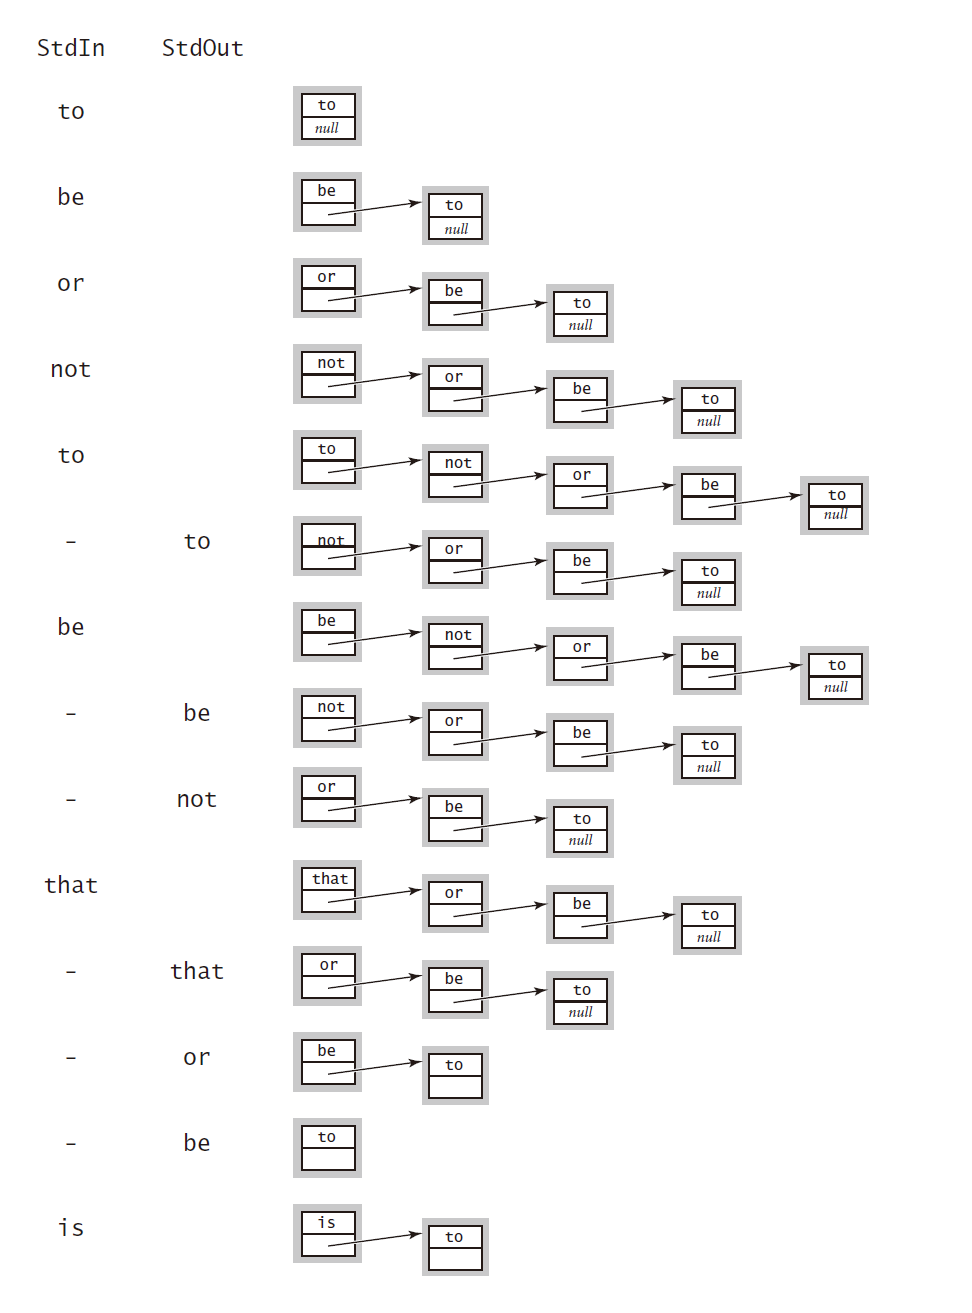 StdIn StdOut
to to
null
be be to
null
or or be to
null
not not or be to
null
to to not or be to
null
- to not or be to
null
be be not or be to
null
- be not or be to
null
- not or be to
null
that that or be to
null
- that or be to
null
- or be to
- be to
is is to